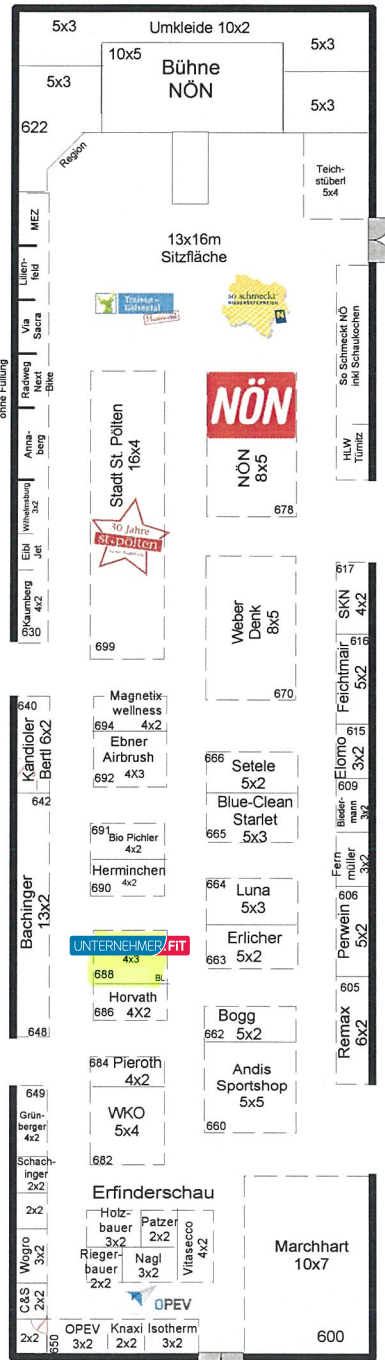 5x3
Umkleide 10x2
5x3
10x5
Bühne
NÖN
5x3
5x3
622
Region
Teich-
stüberl
5x4
MEZ
13x16m
Sitzfläche
Lilien-
feld
Traisen-
Gölsental
so schmeckt
NIEDERÖSTERREICH
Via
Sacra
So Schmeckt NÖ
inkl Schaukochen
ohne Füllung
Radweg
Next
Bike
NÖN
Stadt St. Pölten
16x4
NÖN
8x5
678
Anna-
berg
HLW
Türnitz
Wilhelmsburg
3x2
30 Jahre
st.pölten
Eibl
Jet
Kaumberg
4x2
630
699
Weber
Denk
8x5
670
617
SKN
4x2
616
Feichtmair
5x2
640
Kandioler
Bertl 6x2
Magnetix
wellness
694 4x2
Ebner
Airbrush
692 4X3
615
Elomo
3x2
666
Setele
5x2
Blue-Clean
Starlet
665 5x3
609
Bieder-
mann 3x2
642
Bachinger
13x2
648
691
Bio Pichler
4x2
Herminchen
690 4x2
Fern
müller
3x2
664
Luna
5x3
Erlicher
663 5x2
606
Perwein
5x2
UNTERNEHMER.FIT
4x3
688 BL
Horvath
686 4X2
605
Remax
6x2
Bogg
662 5x2
Andis
Sportshop
5x5
660
684 Pieroth
4x2
WKO
5x4
682
649
Grün-
berger
4x2
Schach-
inger
2x2
2x2
Erfinderschau
Holz-
bauer
3x2
Patzer
2x2
Vitasecco
4x2
Rieger-
bauer
2x2
Nagl
3x2
Wogro
3x2
Marchhart
10x7
C&S
2x2
OPEV
2x2
650
OPEV
3x2
Knaxi
2x2
Isotherm
3x2
600